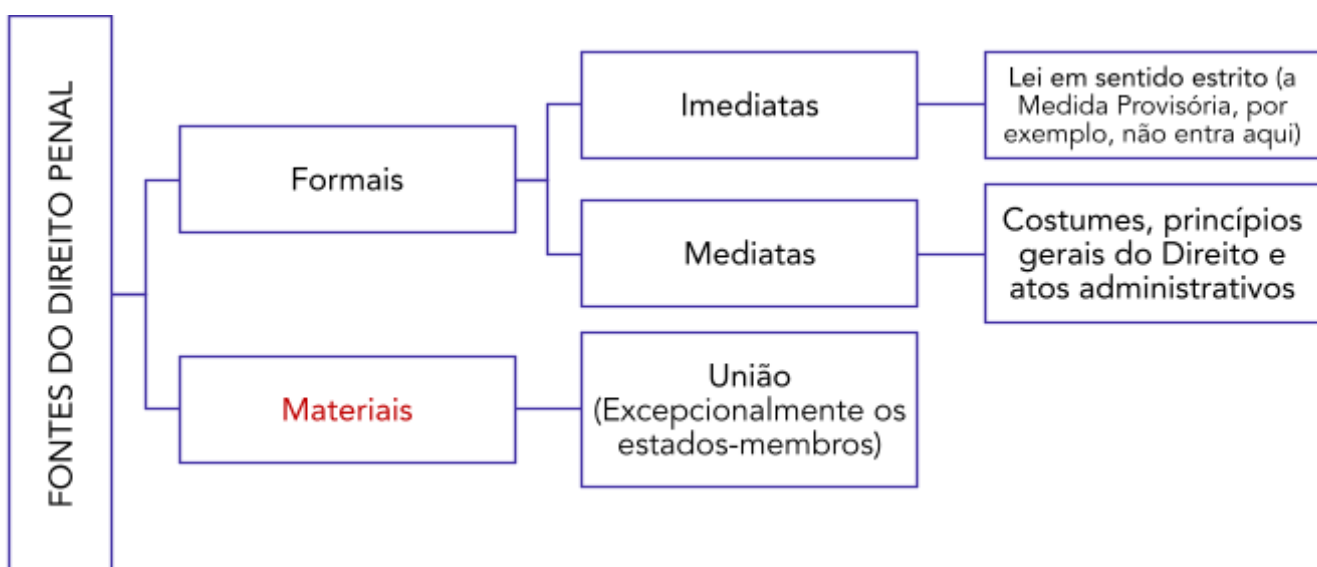 FONTES DO DIREITO PENAL
Formais
Imediatas
Lei em sentido estrito (a
Medida Provisória, por
exemplo, não entra aqui)
Mediatas
Costumes, princípios
gerais do Direito e
atos administrativos
Materiais
União
(Excepcionalmente os
estados-membros)